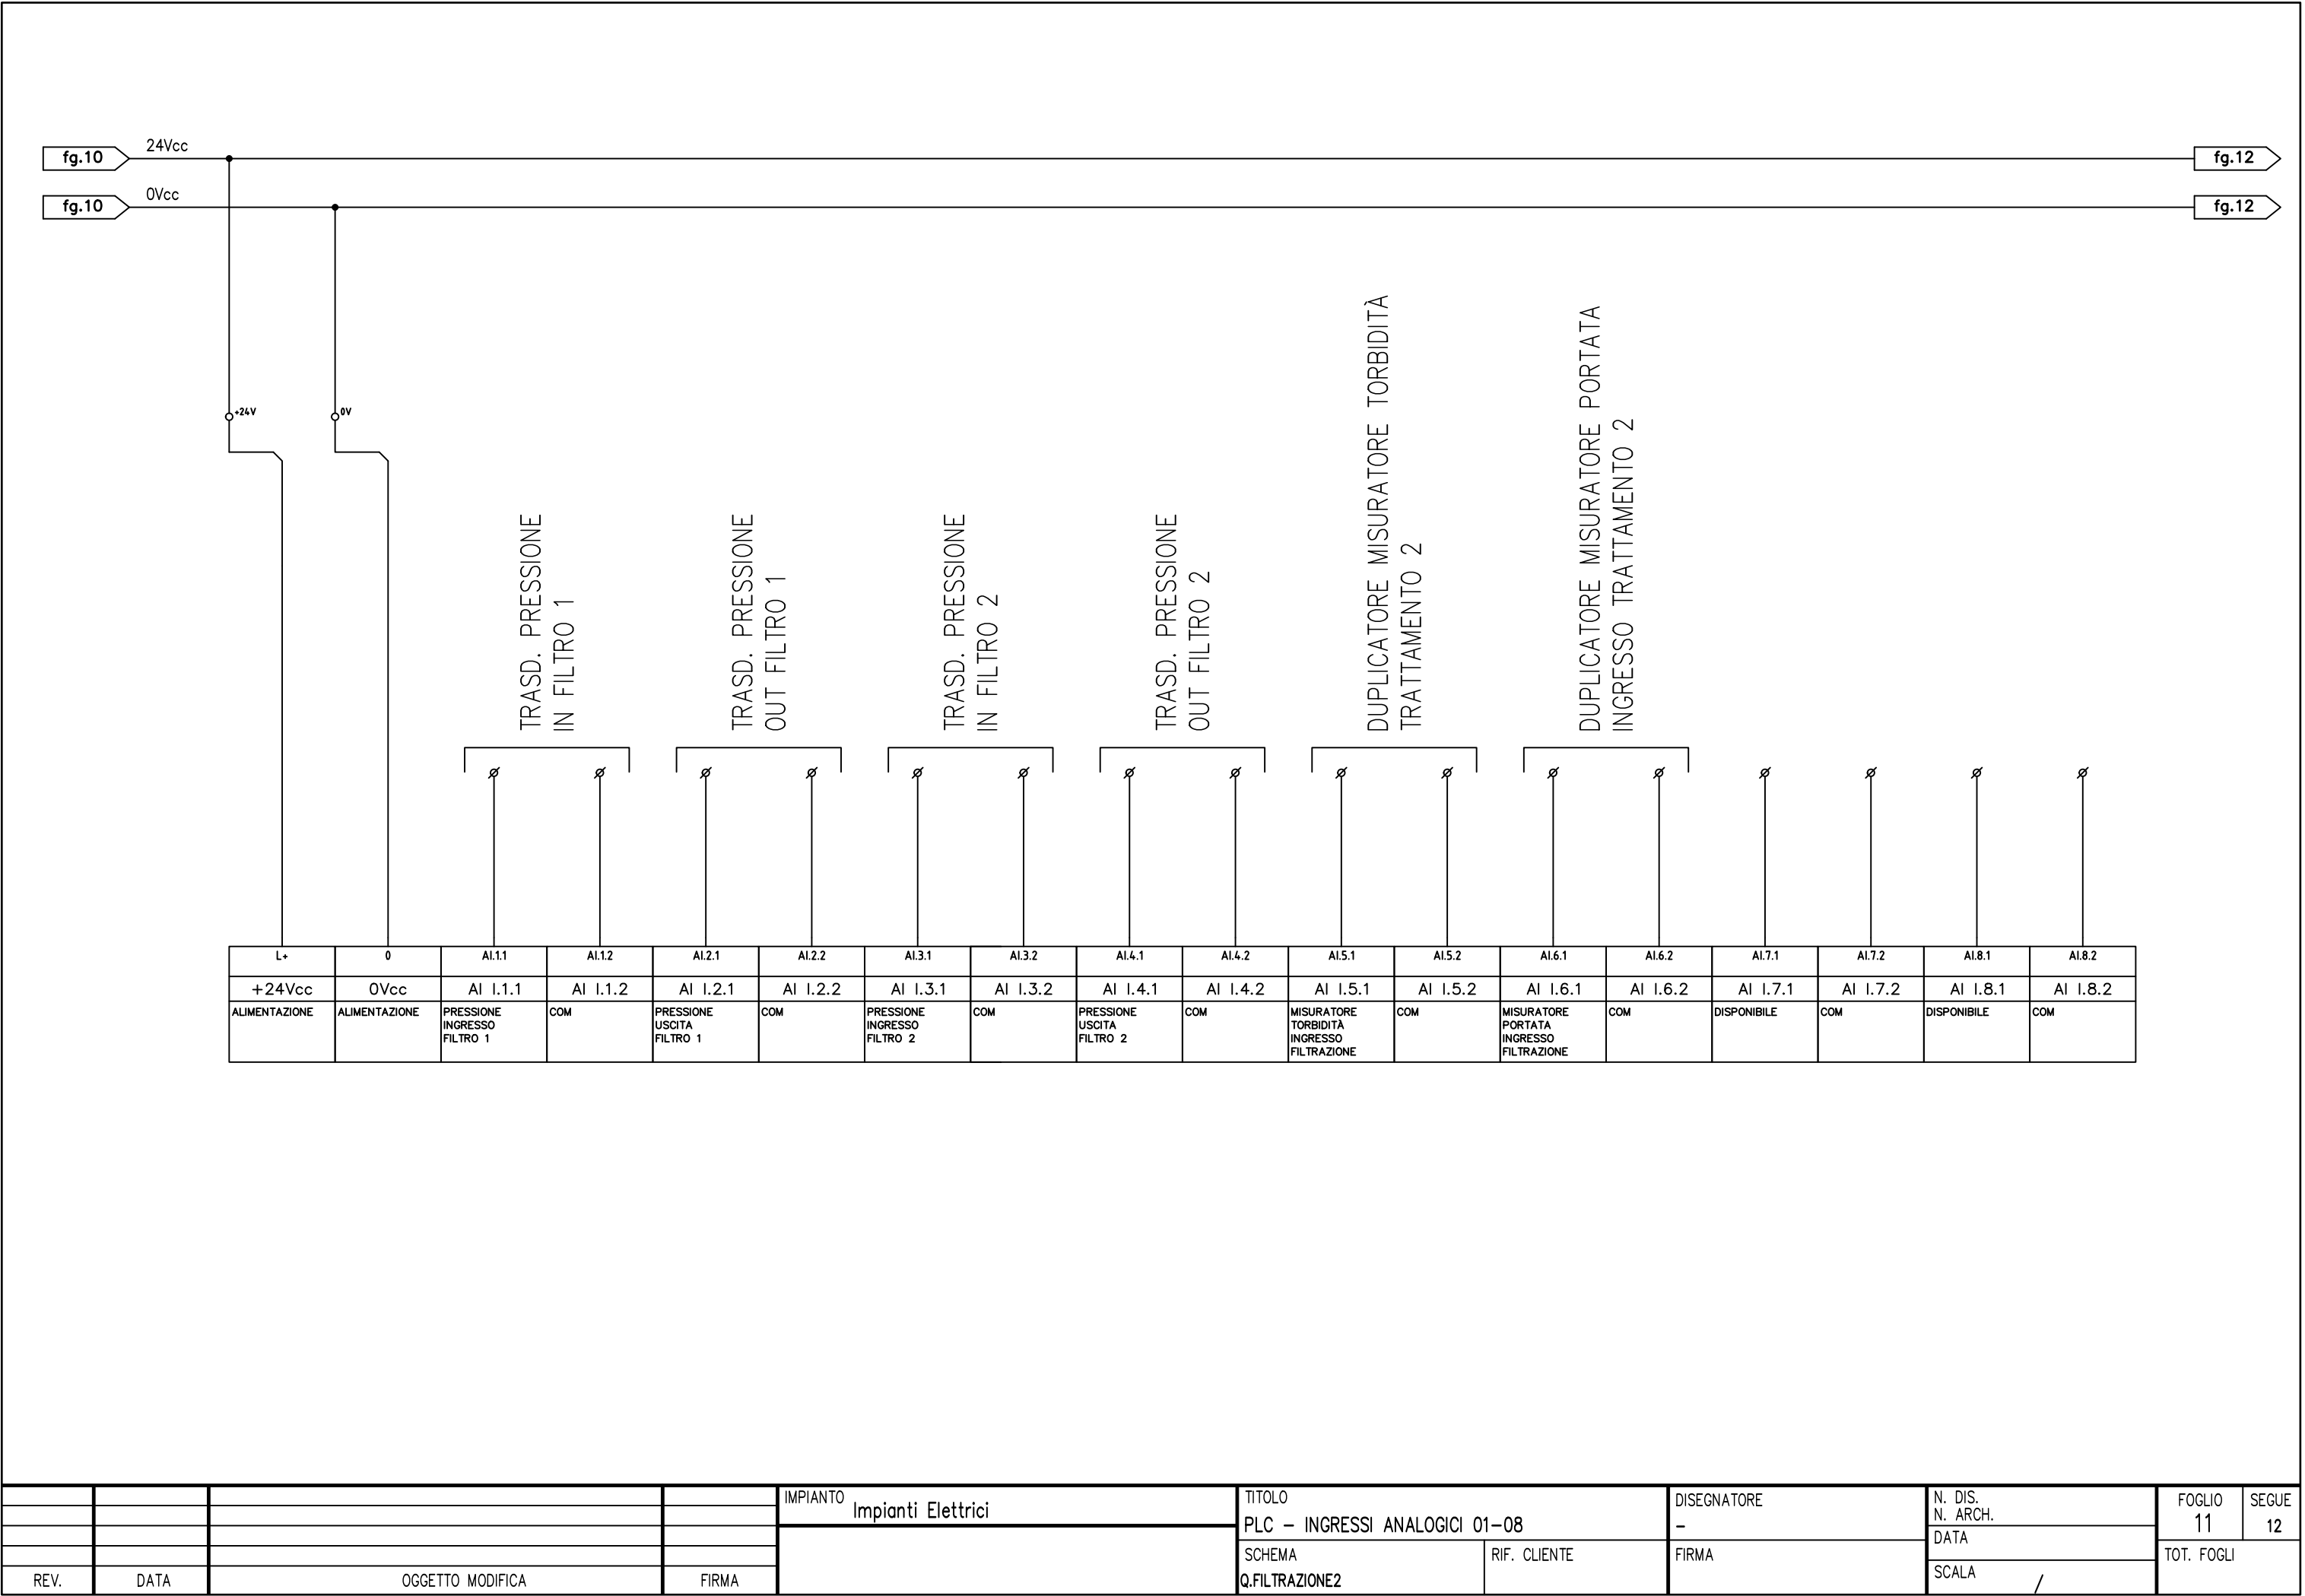 24Vcc
fg.10
fg.12
0Vcc
fg.10
fg.12
+24V
0V
TRASD. PRESSIONE
IN FILTRO 1
TRASD. PRESSIONE
OUT FILTRO 1
TRASD. PRESSIONE
IN FILTRO 2
TRASD. PRESSIONE
OUT FILTRO 2
DUPLICATORE MISURATORE TORBIDITÀ
TRATTAMENTO 2
DUPLICATORE MISURATORE PORTATA
INGRESSO TRATTAMENTO 2
L+ 0 AI.1.1 AI.1.2 AI.2.1 AI.2.2 AI.3.1 AI.3.2 AI.4.1 AI.4.2 AI.5.1 AI.5.2 AI.6.1 AI.6.2 AI.7.1 AI.7.2 AI.8.1 AI.8.2
+24Vcc 0Vcc AI I.1.1 AI I.1.2 AI I.2.1 AI I.2.2 AI I.3.1 AI I.3.2 AI I.4.1 AI I.4.2 AI I.5.1 AI I.5.2 AI I.6.1 AI I.6.2 AI I.7.1 AI I.7.2 AI I.8.1 AI I.8.2
ALIMENTAZIONE
ALIMENTAZIONE
PRESSIONE
INGRESSO
FILTRO 1
COM
PRESSIONE
USCITA
FILTRO 1
COM
PRESSIONE
INGRESSO
FILTRO 2
COM
PRESSIONE
USCITA
FILTRO 2
COM
MISURATORE
TORBIDITÀ
INGRESSO
FILTRAZIONE
COM
MISURATORE
PORTATA
INGRESSO
FILTRAZIONE
COM
DISPONIBILE
COM
DISPONIBILE
COM
REV.
DATA
OGGETTO MODIFICA
FIRMA
IMPIANTO
Impianti Elettrici
TITOLO
PLC - INGRESSI ANALOGICI 01-08
SCHEMA
Q.FILTRAZIONE2
RIF. CLIENTE
DISEGNATORE
-
FIRMA
N. DIS.
N. ARCH.
DATA
SCALA
/
FOGLIO
11
SEGUE
12
TOT. FOGLI